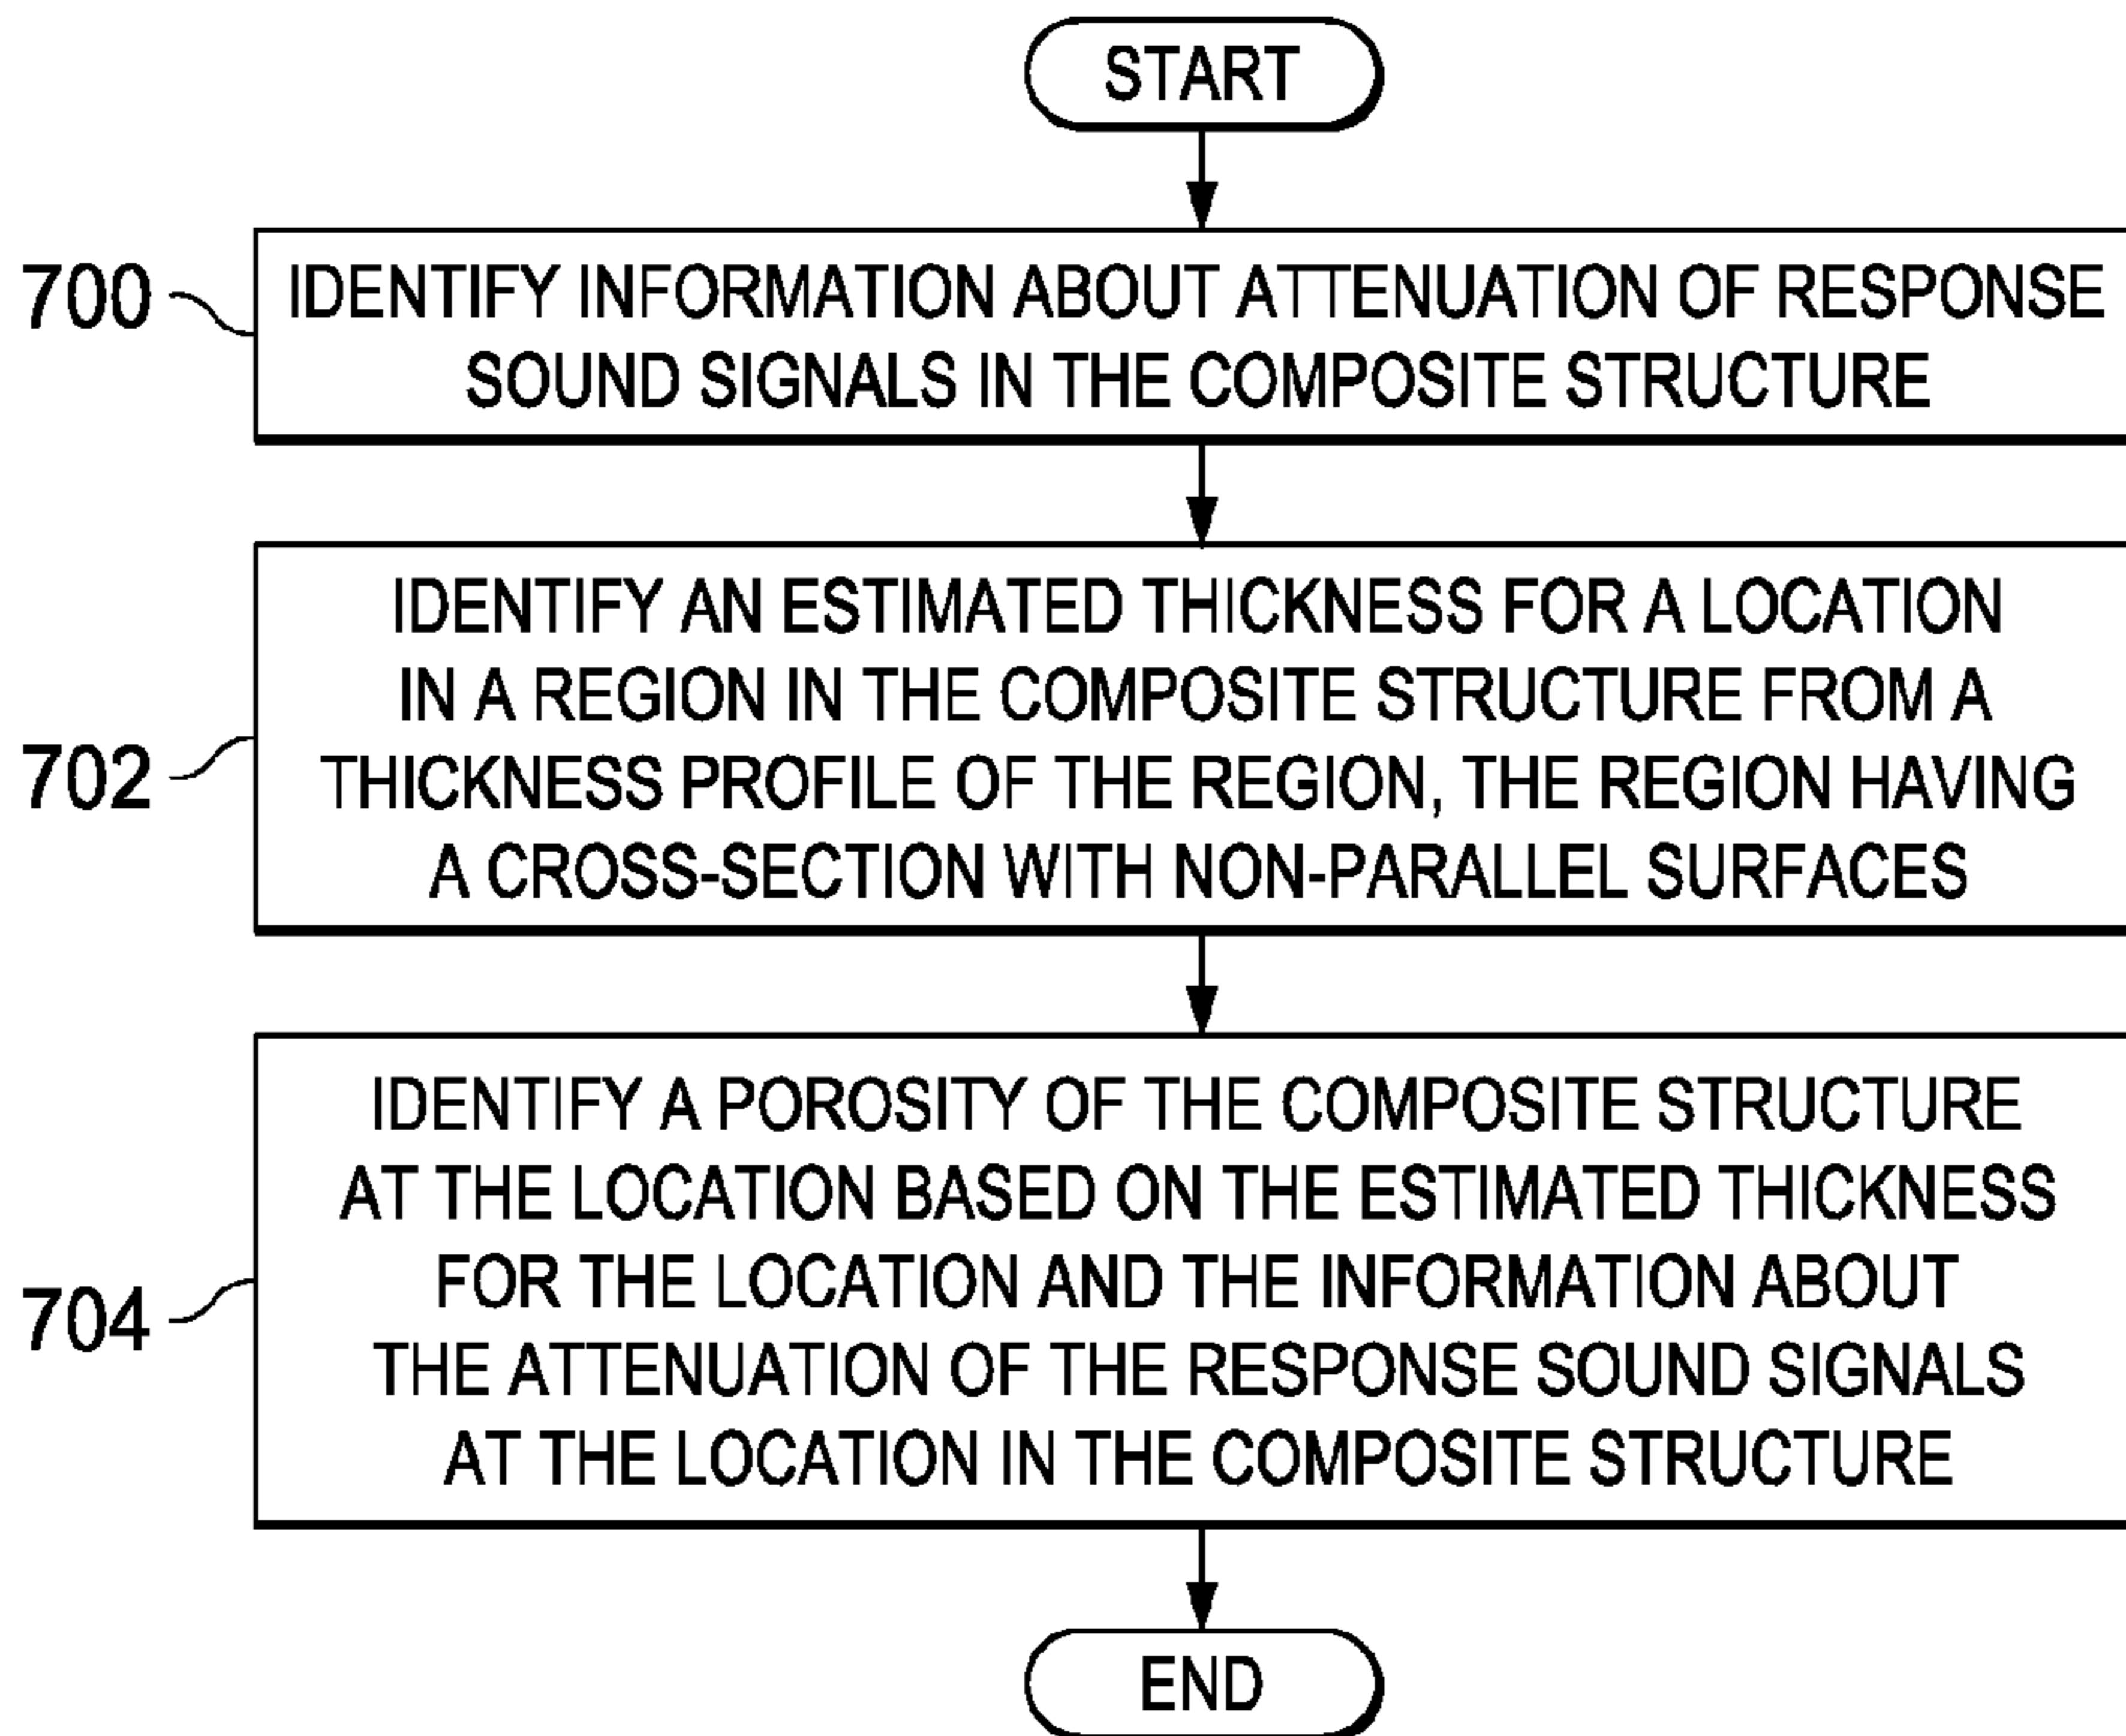 START
700
IDENTIFY INFORMATION ABOUT ATTENUATION OF RESPONSE
SOUND SIGNALS IN THE COMPOSITE STRUCTURE
702
IDENTIFY AN ESTIMATED THICKNESS FOR A LOCATION
IN A REGION IN THE COMPOSITE STRUCTURE FROM A
THICKNESS PROFILE OF THE REGION, THE REGION HAVING
A CROSS-SECTION WITH NON-PARALLEL SURFACES
704
IDENTIFY A POROSITY OF THE COMPOSITE STRUCTURE
AT THE LOCATION BASED ON THE ESTIMATED THICKNESS
FOR THE LOCATION AND THE INFORMATION ABOUT
THE ATTENUATION OF THE RESPONSE SOUND SIGNALS
AT THE LOCATION IN THE COMPOSITE STRUCTURE
END